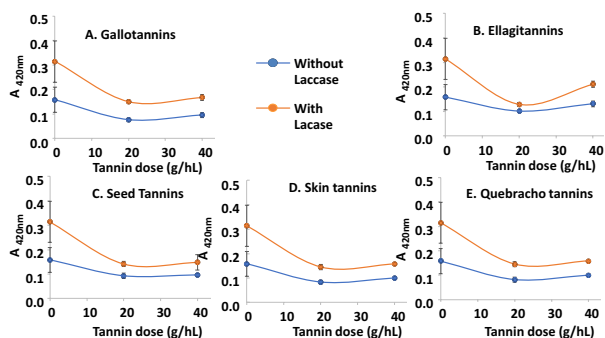 A. Gallotannins
0.5
0.4
0.3
0.2
0.1
0.0
A 420nm
0 20 40
Tannin dose (g/hL)
Without
Laccase
With
Lacase
B. Ellagitannins
0.5
0.4
0.3
0.2
0.1
0.0
A 420nm
0 20 40
Tannin dose (g/hL)
C. Seed Tannins
0.5
0.4
0.3
0.2
0.1
0.0
A 420nm
0 20 40
Tannin dose (g/hL)
D. Skin tannins
0.5
0.4
0.3
0.2
0.1
0.0
A 420nm
0 20 40
Tannin dose (g/hL)
E. Quebracho tannins
0.5
0.4
0.3
0.2
0.1
0.0
A 420nm
0 20 40
Tannin dose (g/hL)